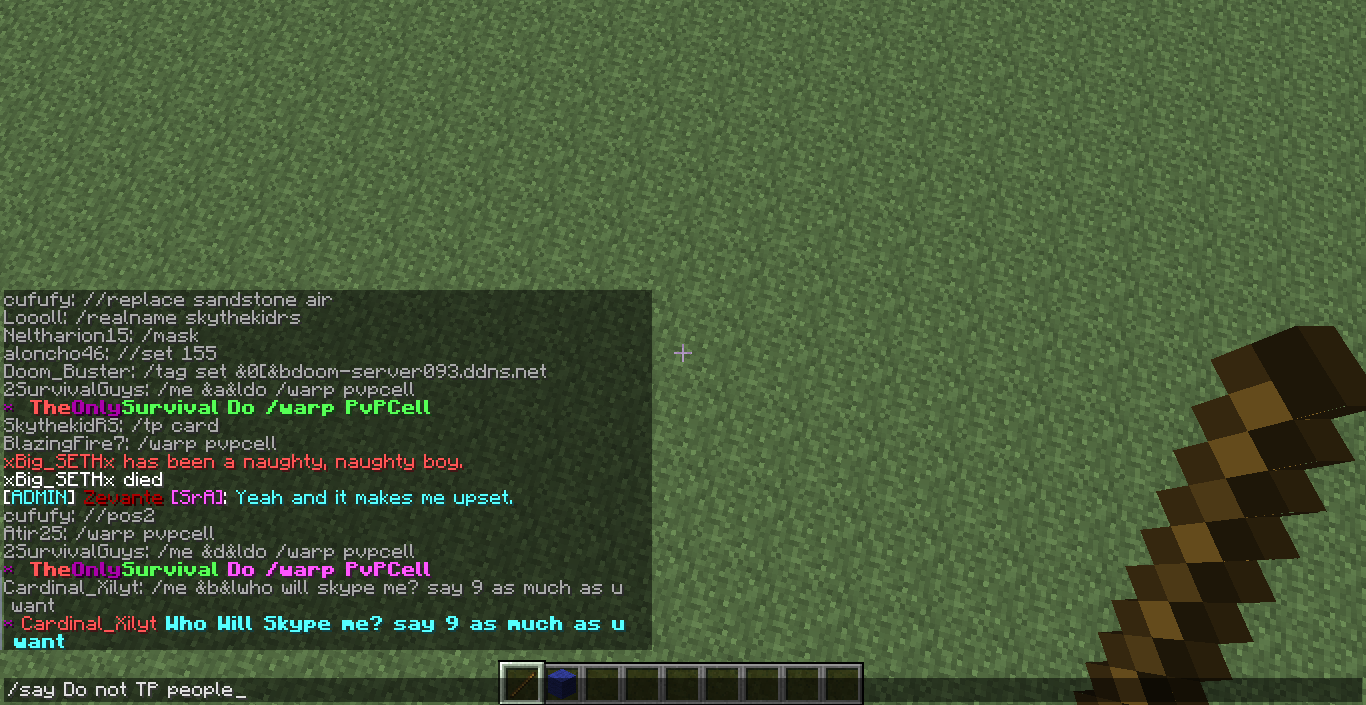 cufufy: //replace sandstone air
Loooll: /realname skythekidrs
Neltharion15: /mask
aloncho46: //set 155
Doom_Buster: /tag set &0[&bdoom-server093.ddns.net
2SurvivalGuys: /me &a&ldo /warp pvpcell
* TheOnlySurvival Do /warp PvPCell
SkythekidRS: /tp card
BlazingFire7: /warp pvpcell
xBig_SETHx has been a naughty, naughty boy.
xBig_SETHx died
[ADMIN] Zevante [SrA]: Yeah and it makes me upset.
cufufy: //pos2
Atir25: /warp pvpcell
2SurvivalGuys: /me &d&ldo /warp pvpcell
* TheOnlySurvival Do /warp PvPCell
Cardinal_Xilyt: /me &b&lwho will skype me? say 9 as much as u
want
* Cardinal_Xilyt Who Will Skype me? say 9 as much as u
want
/say Do not TP people_